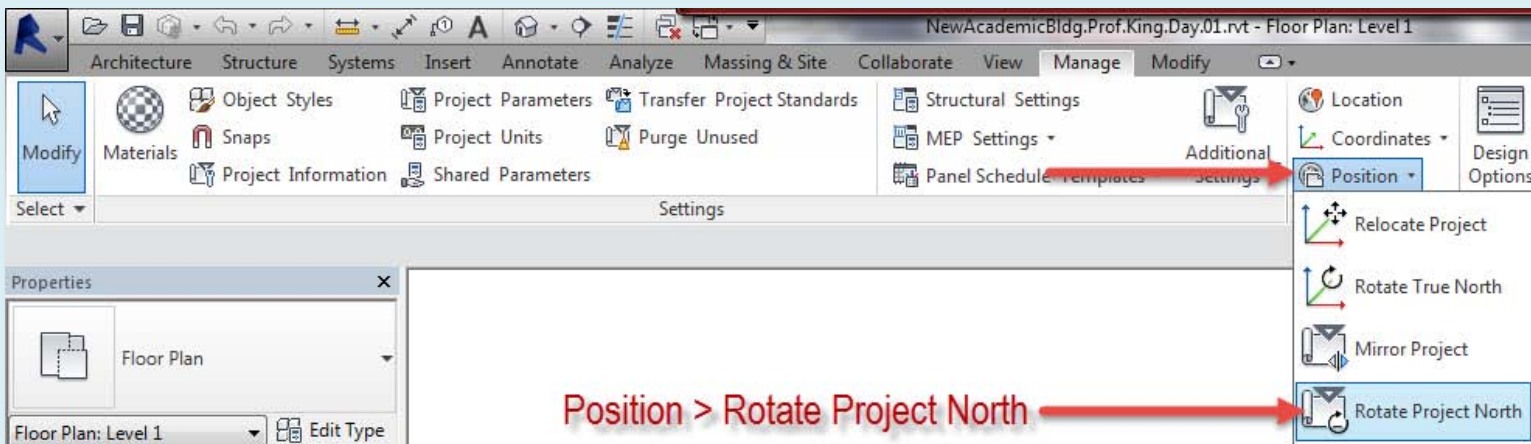 NewAcademicBldg.Prof.King.Day.01.rvt - Floor Plan: Level 1
Architecture Structure Systems Insert Annotate Analyze Massing & Site Collaborate View Manage Modify
Modify
Materials
Object Styles
Snaps
Project Information
Project Parameters
Project Units
Shared Parameters
Transfer Project Standards
Purge Unused
Structural Settings
MEP Settings
Panel Schedule Templates
Additional
Settings
Location
Coordinates
Position
Design
Options
Select
Settings
Relocate Project
Rotate True North
Mirror Project
Rotate Project North
Properties
Floor Plan
Floor Plan: Level 1
Edit Type
Position > Rotate Project North